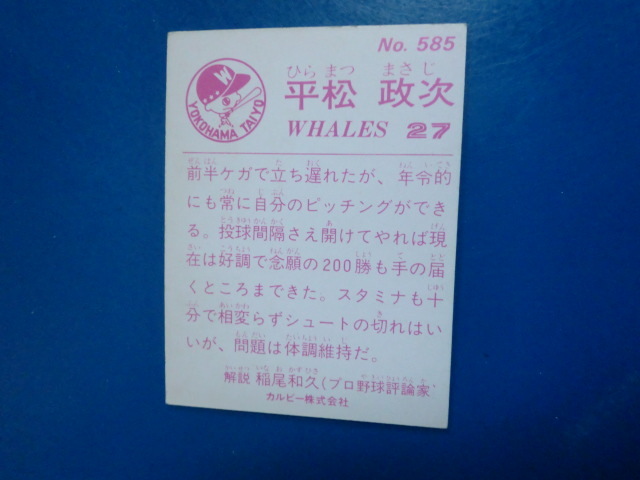 No. 585
W
YOKOHAMA TAIYO
ひら まつ まさ じ
平松 政次
WHALES 27
前半ケガで立ち遅れたが、年令的
にも常に自分のピッチングができ
る。投球間隔さえ開けてやれば現
在は好調で念願の200勝も手の届
くところまできた。スタミナも十
分で相変らずシュートの切れはい
いが、問題は体調維持だ。
解説 稲尾和久(プロ野球評論家)
カルビー株式会社